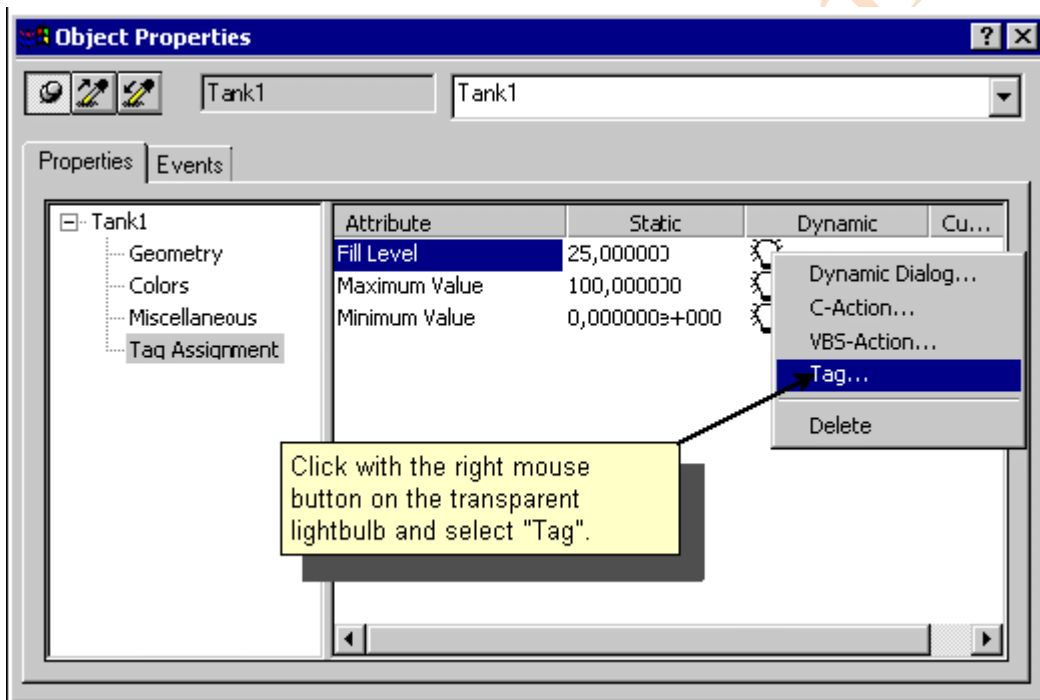 Object Properties
Tank1 Tank1
Properties Events
Tank1
Geometry
Colors
Miscellaneous
Tag Assignment
Attribute Static Dynamic Cu...
Fill Level 25,000000
Maximum Value 100,000000
Minimum Value 0,000000e+000
Dynamic Dialog...
C-Action...
VBS-Action...
Tag...
Delete
Click with the right mouse
button on the transparent
lightbulb and select "Tag".